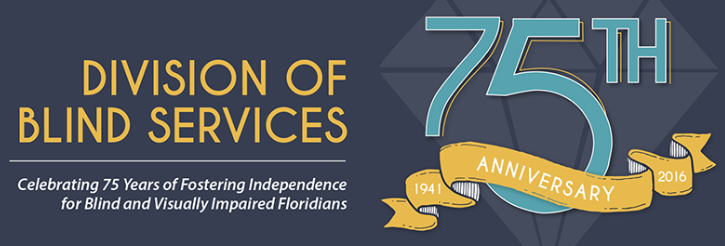 DIVISION OF
BLIND SERVICES
Celebrating 75 Years of Fostering Independence
for Blind and Visually Impaired Floridians
75TH
ANNIVERSARY
1941
2016